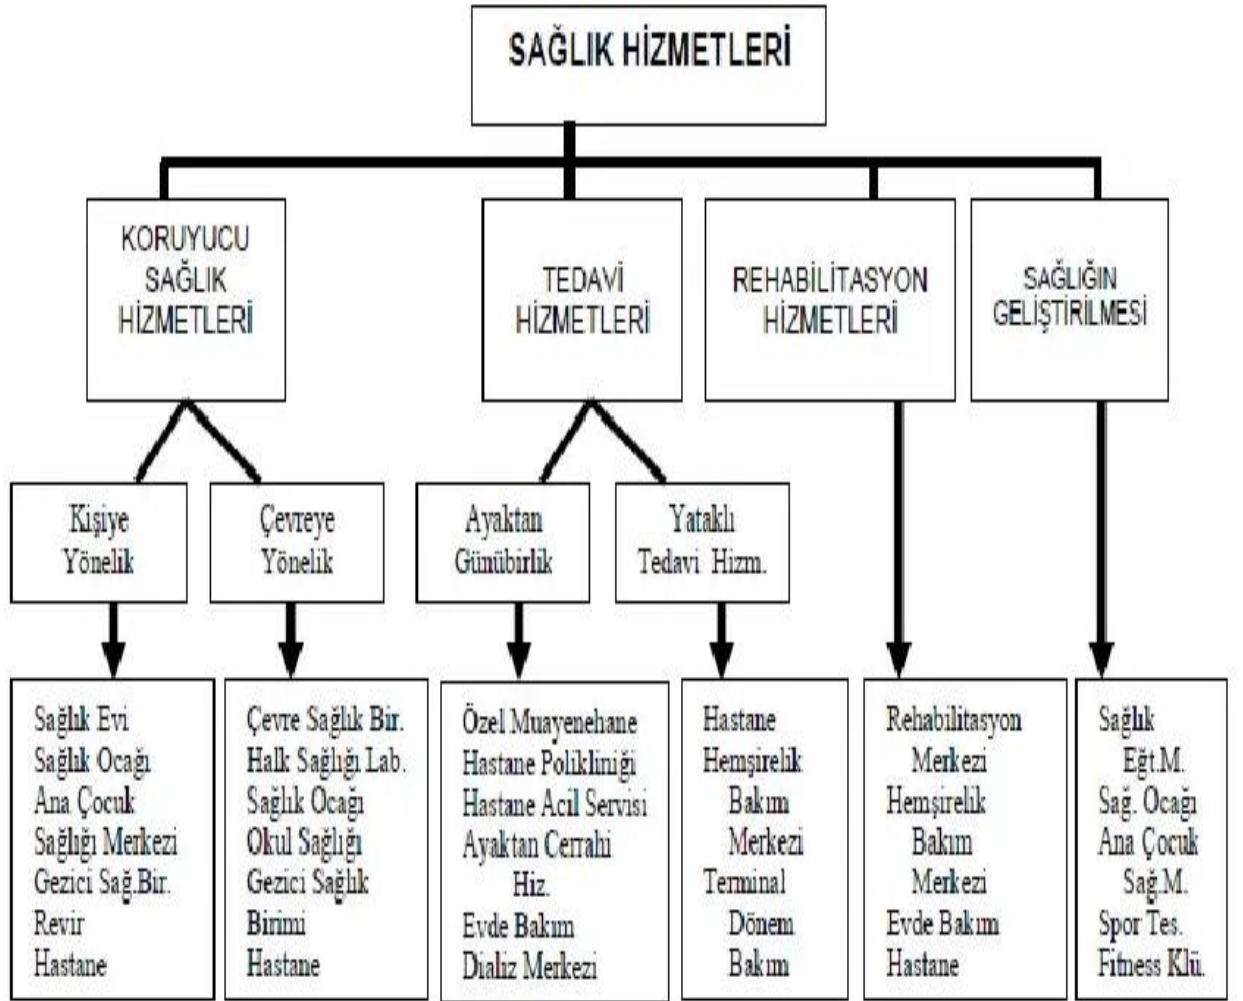 SAĞLIK HİZMETLERİ
KORUYUCU
SAĞLIK
HİZMETLERİ
TEDAVİ
HİZMETLERİ
REHABİLİTASYON
HİZMETLERİ
SAĞLIĞIN
GELİŞTİRİLMESİ
Kişiye
Yönelik
Çevreye
Yönelik
Ayaktan
Günübirlik
Yataklı
Tedavi Hizm.
Sağlık Evi
Sağlık Ocağı
Ana Çocuk
Sağlığı Merkezi
Gezici Sağ.Bir.
Revir
Hastane
Çevre Sağlık Bir.
Halk Sağlığı Lab.
Sağlık Ocağı
Okul Sağlığı
Gezici Sağlık
Birimi
Hastane
Özel Muayenehane
Hastane Polikliniği
Hastane Acil Servisi
Ayaktan Cerrahi
Hiz.
Evde Bakım
Dializ Merkezi
Hastane
Hemşirelik
Bakım
Merkezi
Terminal
Dönem
Bakım
Rehabilitasyon
Merkezi
Hemşirelik
Bakım
Merkezi
Evde Bakım
Hastane
Sağlık
Eğt.M.
Sağ. Ocağı
Ana Çocuk
Sağ.M.
Spor Tes.
Fitness Klü.